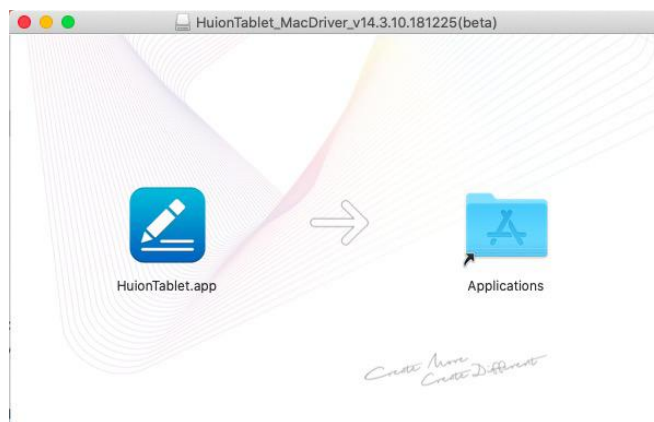 HuionTablet_MacDriver_v14.3.10.181225(beta)
HuionTablet.app
Applications
Create More
Create Different